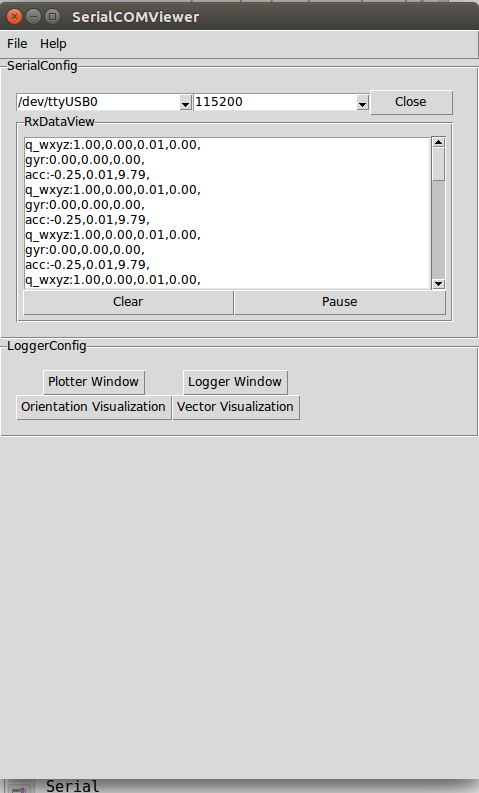 SerialCOMViewer
File Help
SerialConfig
/dev/ttyUSB0 115200 Close
RxDataView
q_wxyz:1.00,0.00,0.01,0.00,
gyr:0.00,0.00,0.00,
acc:-0.25,0.01,9.79,
q_wxyz:1.00,0.00,0.01,0.00,
gyr:0.00,0.00,0.00,
acc:-0.25,0.01,9.79,
q_wxyz:1.00,0.00,0.01,0.00,
gyr:0.00,0.00,0.00,
acc:-0.25,0.01,9.79,
q_wxyz:1.00,0.00,0.01,0.00,
Clear Pause
LoggerConfig
Plotter Window Logger Window
Orientation Visualization Vector Visualization
Serial